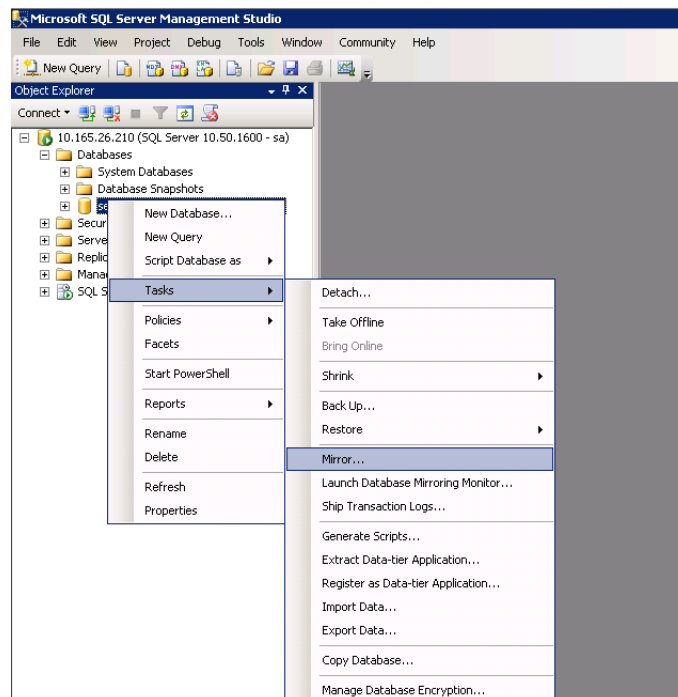 Microsoft SQL Server Management Studio
File Edit View Project Debug Tools Window Community Help
New Query
Object Explorer
Connect
10.165.26.210 (SQL Server 10.50.1600 - sa)
Databases
System Databases
Database Snapshots
New Database...
New Query
Script Database as
Tasks
Policies
Facets
Start PowerShell
Reports
Rename
Delete
Refresh
Properties
Detach...
Take Offline
Bring Online
Shrink
Back Up...
Restore
Mirror...
Launch Database Mirroring Monitor...
Ship Transaction Logs...
Generate Scripts...
Extract Data-tier Application...
Register as Data-tier Application...
Import Data...
Export Data...
Copy Database...
Manage Database Encryption...